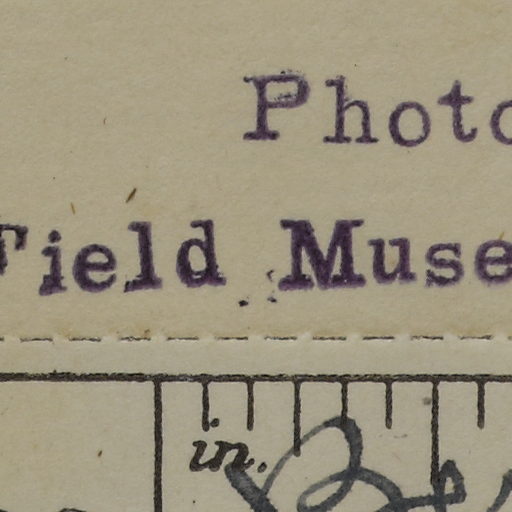 Photo
Field Muse
in.